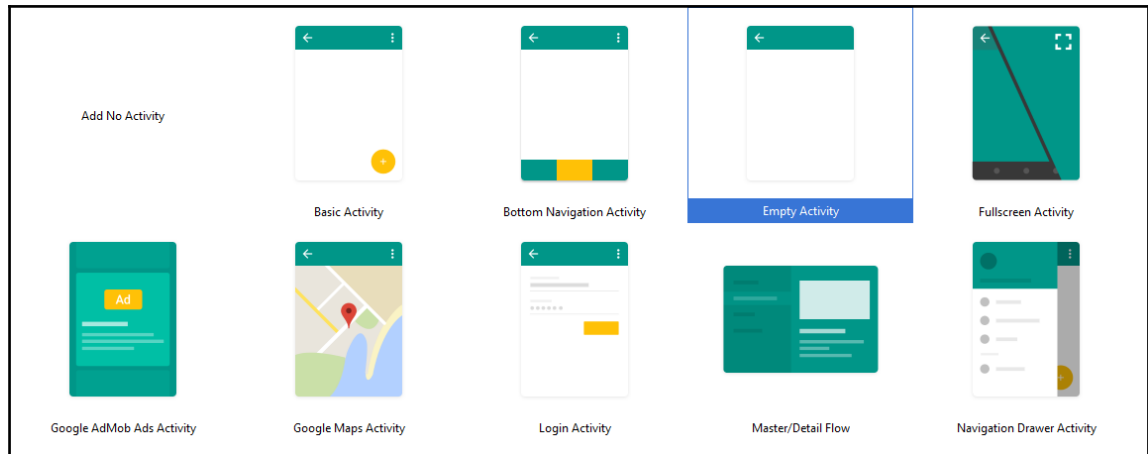 Add No Activity
Basic Activity
Bottom Navigation Activity
Empty Activity
Fullscreen Activity
Ad
Google AdMob Ads Activity
Google Maps Activity
Login Activity
Master/Detail Flow
Navigation Drawer Activity